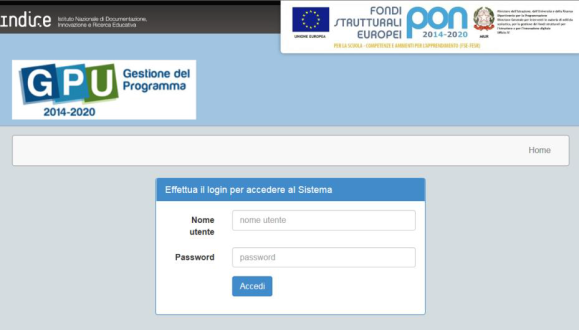 ındıce Istituto Nazionale di Documentazione,
Innovazione e Ricerca Educativa
UNIONE EUROPEA
FONDI
STRUTTURALI
EUROPEI
pon
2014-2020
MIUR
PER LA SCUOLA - COMPETENZE E AMBIENTI PER L'APPRENDIMENTO (FSE-FESR)
GPU Gestione del
Programma
2014-2020
Home
Effettua il login per accedere al Sistema
Nome
utente
nome utente
Password
password
Accedi